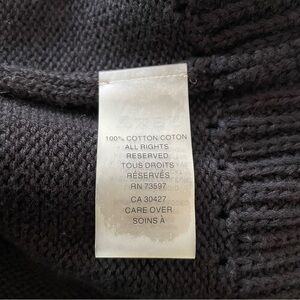 100% COTTON/COTON
ALL RIGHTS
RESERVED
TOUS DROITS
RÉSERVÉS
RN 73597
CA 30427
CARE OVER
SOINS À